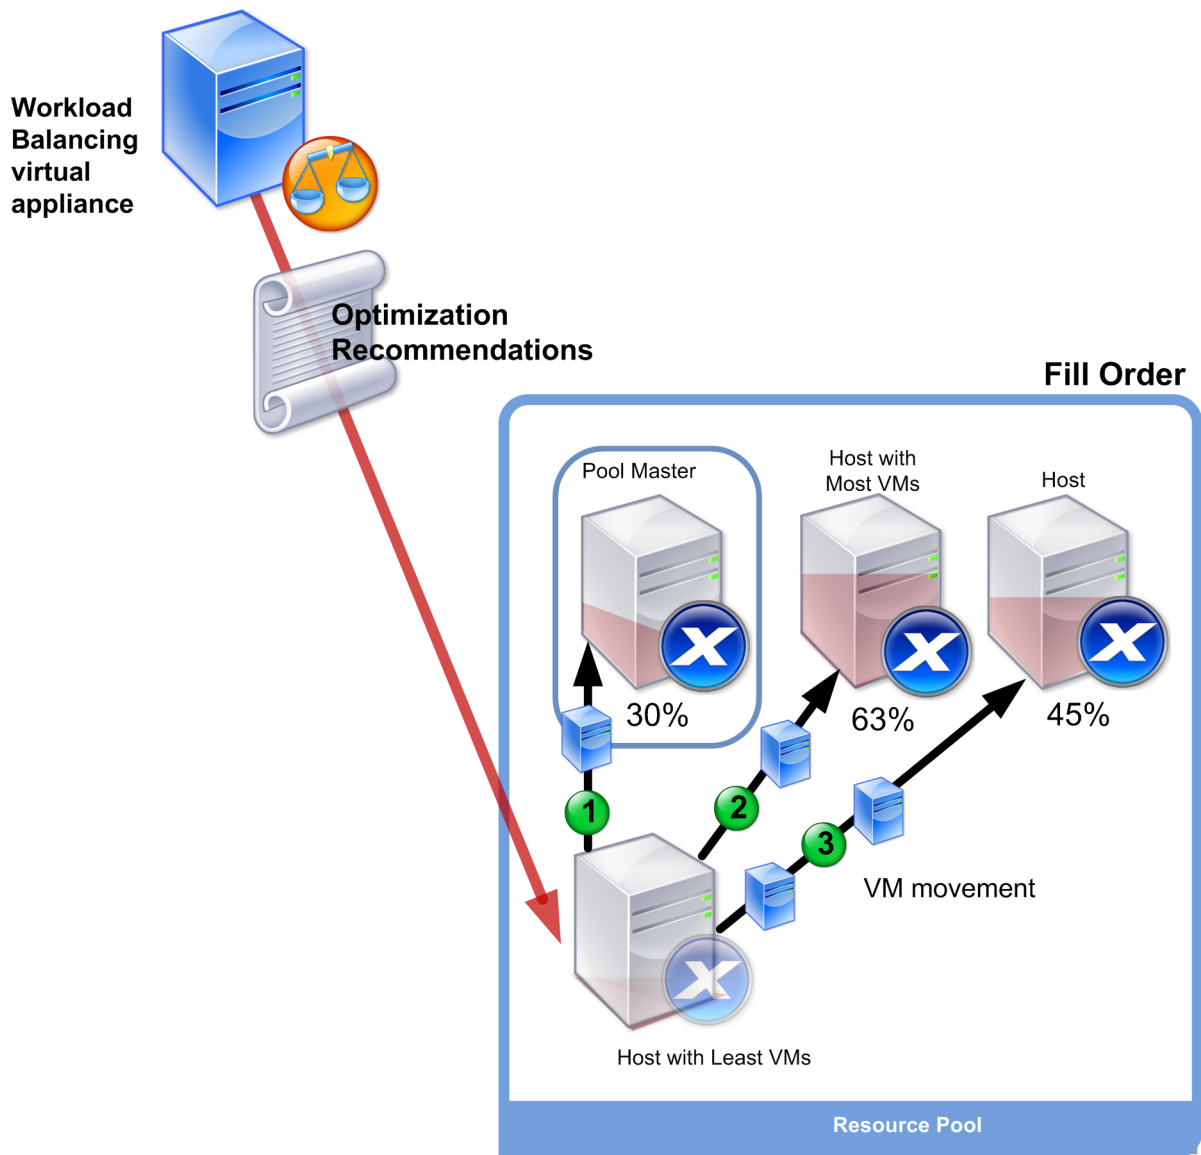 Workload
Balancing
virtual
appliance
Optimization
Recommendations
Fill Order
Pool Master
Host with
Most VMs
Host
X
X
X
30%
63%
45%
1
2
3
VM movement
X
Host with Least VMs
Resource Pool